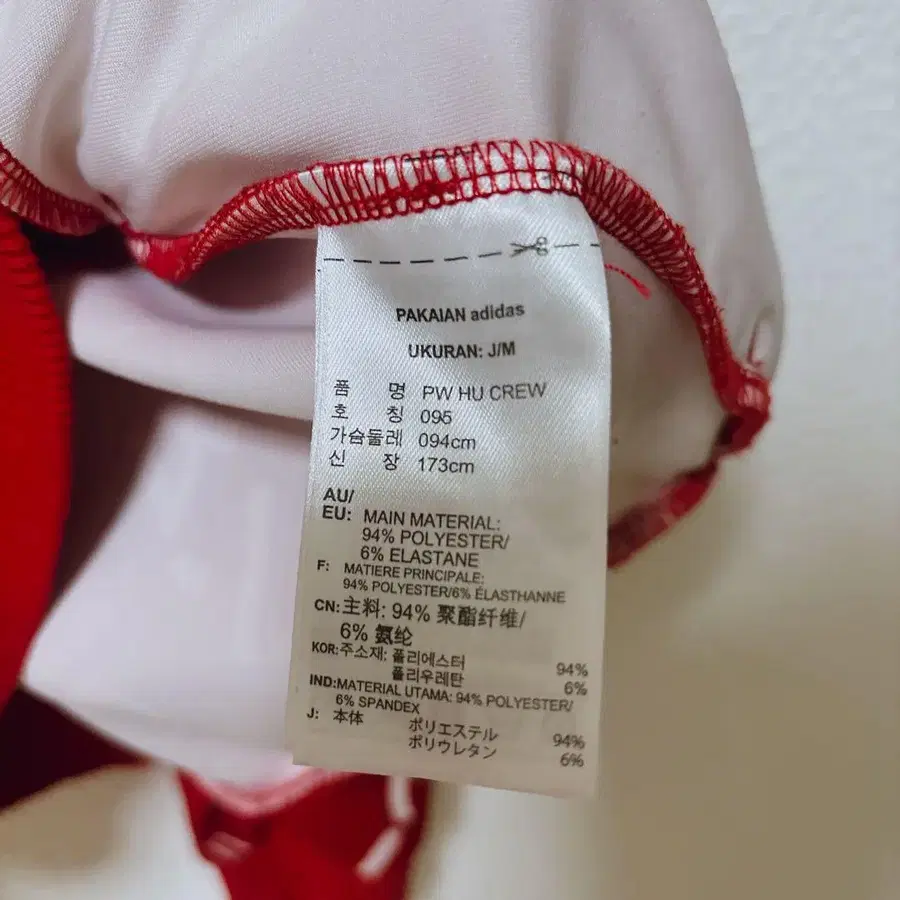 PAKAIAN adidas
UKURAN: J/M
품 명 PW HU CREW
호 칭 095
가슴둘레 094cm
신 장 173cm
AU/
EU: MAIN MATERIAL:
94% POLYESTER/
6% ELASTANE
F: MATIERE PRINCIPALE:
94% POLYESTER/6% ÉLASTHANNE
CN: 主料: 94% 聚酯纤维/
6% 氨纶
KOR: 주소재: 폴리에스터 94%
폴리우레탄 6%
IND: MATERIAL UTAMA: 94% POLYESTER/
6% SPANDEX
J: 本体 ポリエステル 94%
ポリウレタン 6%